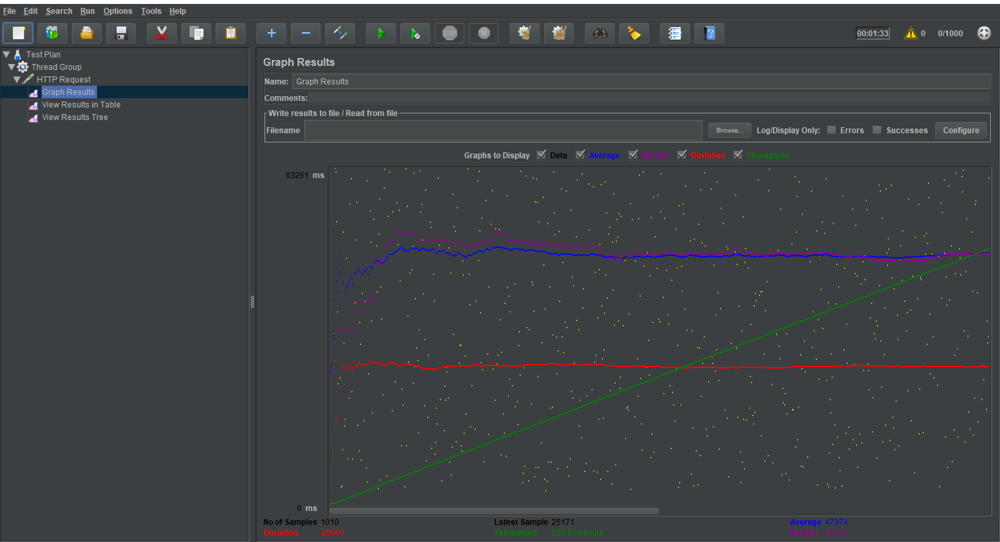 File Edit Search Run Options Tools Help
STOP 00:01:33 0 0/1000
Test Plan
Thread Group
HTTP Request
Graph Results
View Results in Table
View Results Tree
Graph Results
Name: Graph Results
Comments:
Write results to file / Read from file
Filename Browse... Log/Display Only: Errors Successes Configure
Graphs to Display Data Average Median Deviation Throughput
63261 ms
0 ms
No of Samples 1010 Latest Sample 25171 Average 47374
Deviation 25980 Throughput 650,92/minute Median